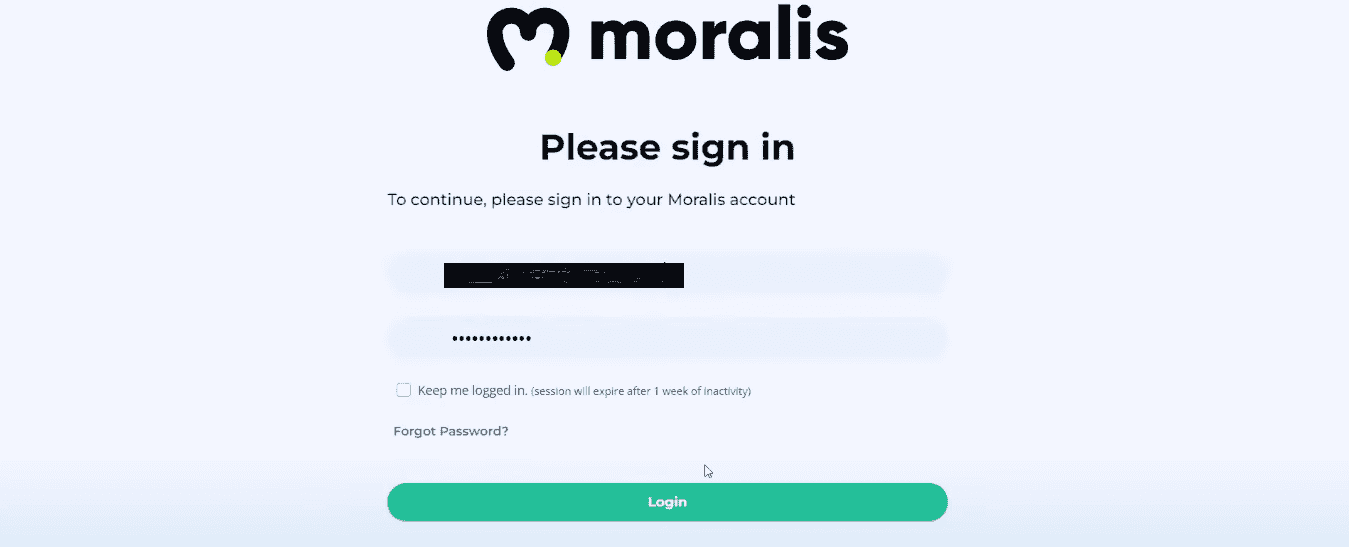 moralis
Please sign in
To continue, please sign in to your Moralis account
••••••••••••
Keep me logged in. (session will expire after 1 week of inactivity)
Forgot Password?
Login